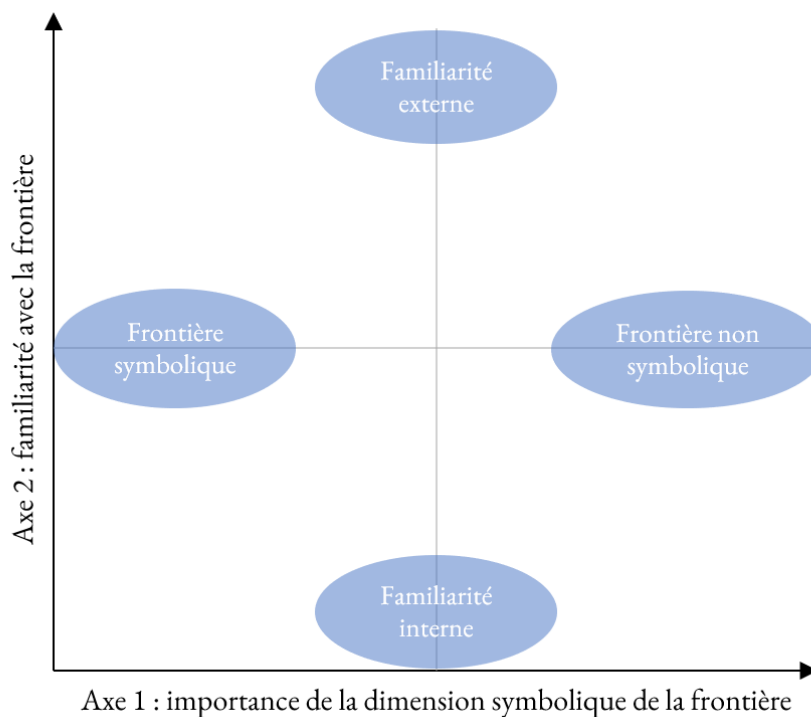 Familiarité
externe
Axe 2 : familiarité avec la frontière
Frontière
symbolique
Frontière non
symbolique
Familiarité
interne
Axe 1 : importance de la dimension symbolique de la frontière